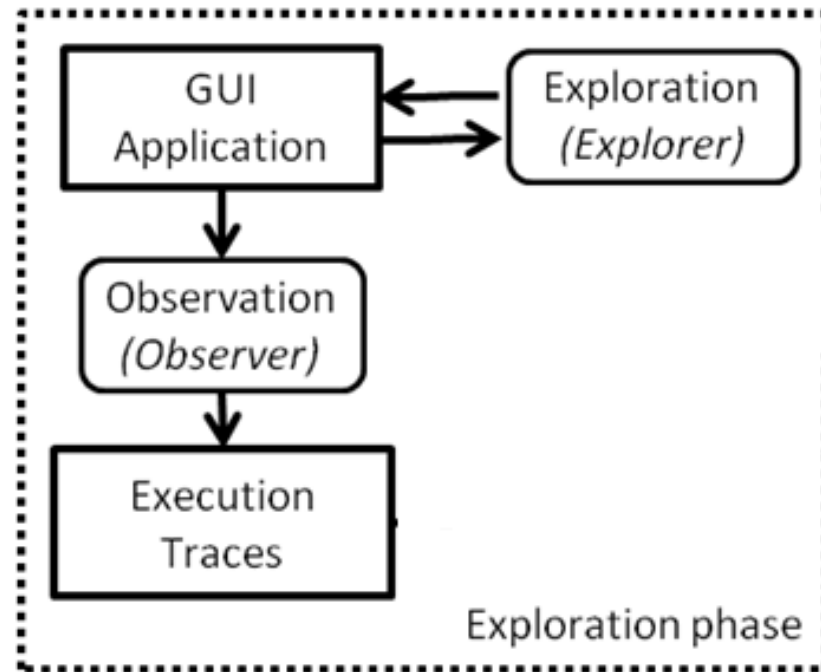 GUI
Application
Exploration
(Explorer)
Observation
(Observer)
Execution
Traces
Exploration phase